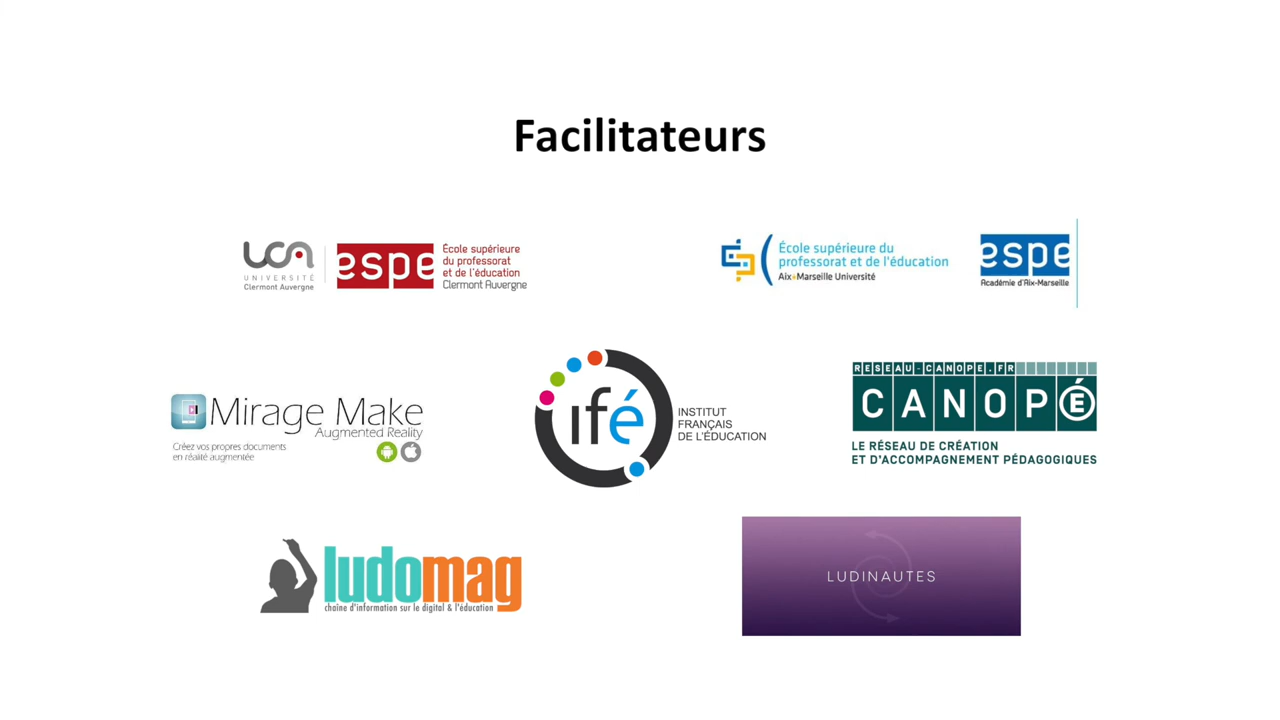 Facilitateurs
uca
UNIVERSITÉ
Clermont Auvergne
espe
École supérieure
du professorat
et de l'éducation
Clermont Auvergne
École supérieure du
professorat et de l'éducation
Aix*Marseille Université
espe
Académie d'Aix-Marseille
Mirage Make
Augmented Reality
Créez vos propres documents
en réalité augmentée
ifé
INSTITUT
FRANÇAIS
DE L'ÉDUCATION
RESEAU-CANOPE.FR
CANOPÉ
LE RÉSEAU DE CRÉATION
ET D'ACCOMPAGNEMENT PÉDAGOGIQUES
ludomag
chaîne d'information sur le digital & l'éducation
LUDINAUTES